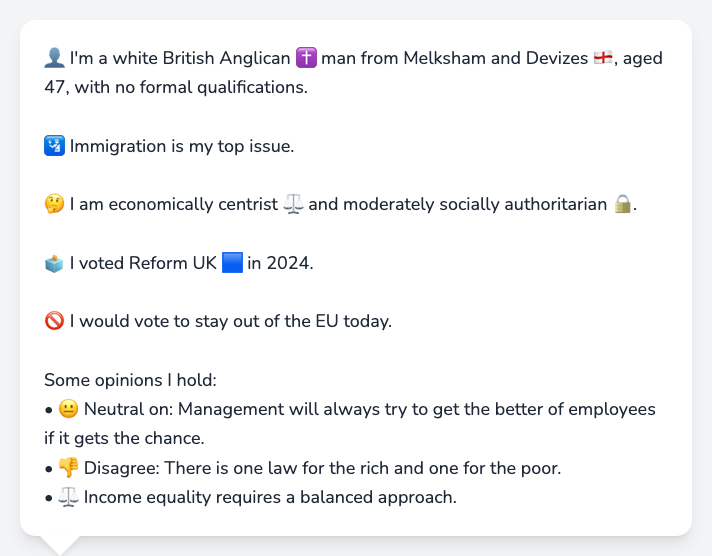 👤 I'm a white British Anglican ✝️ man from Melksham and Devizes 🏴󠁧󠁢󠁥󠁮󠁧󠁿, aged
47, with no formal qualifications.
🛂 Immigration is my top issue.
🤔 I am economically centrist ⚖️ and moderately socially authoritarian 🔒.
🗳️ I voted Reform UK 🟦 in 2024.
🚫 I would vote to stay out of the EU today.
Some opinions I hold:
• 😐 Neutral on: Management will always try to get the better of employees
if it gets the chance.
• 👎 Disagree: There is one law for the rich and one for the poor.
• ⚖️ Income equality requires a balanced approach.